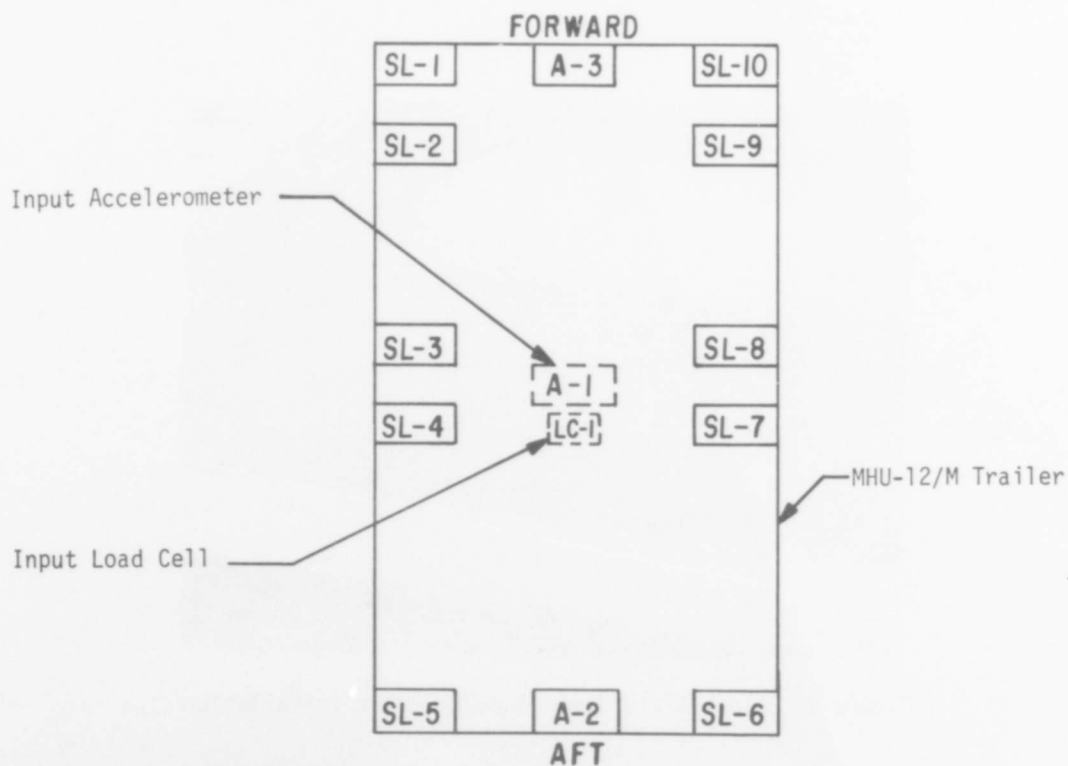 FORWARD
SL-1
A-3
SL-10
SL-2
SL-9
Input Accelerometer
SL-3
SL-8
A-1
SL-4
LC-1
SL-7
MHU-12/M Trailer
Input Load Cell
SL-5
A-2
SL-6
AFT